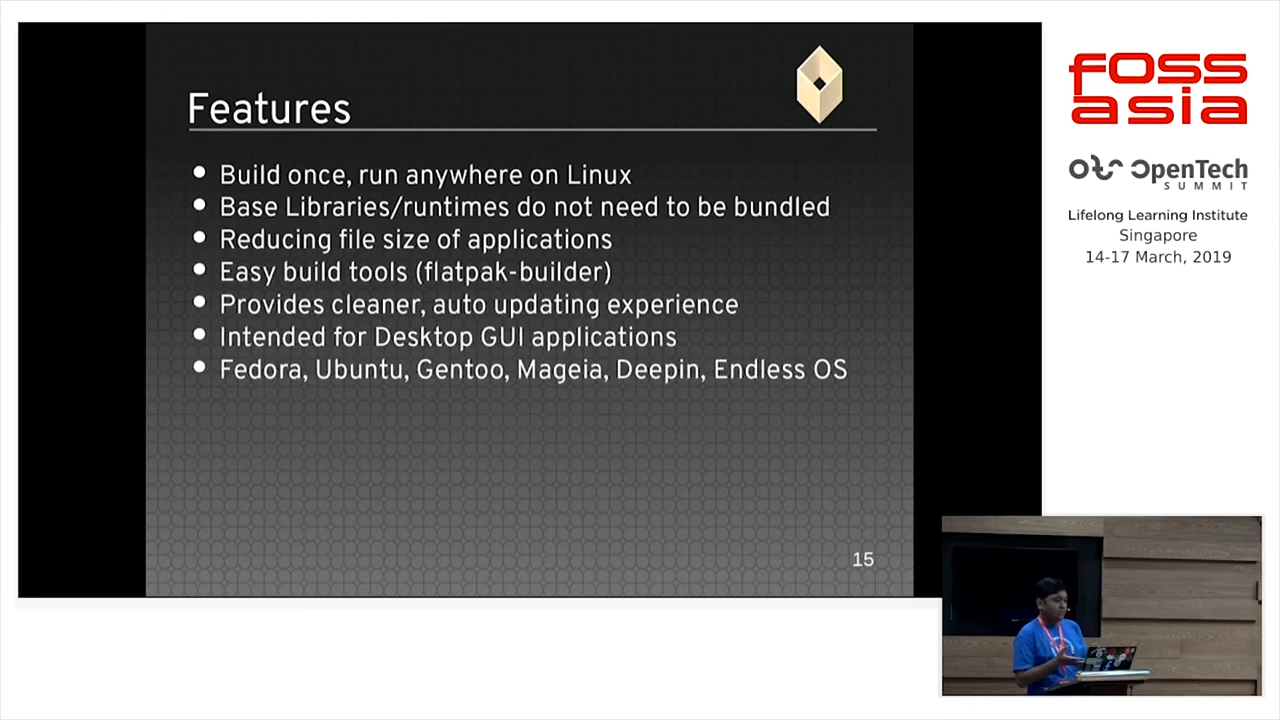 Features
Build once, run anywhere on Linux
Base Libraries/runtimes do not need to be bundled
Reducing file size of applications
Easy build tools (flatpak-builder)
Provides cleaner, auto updating experience
Intended for Desktop GUI applications
Fedora, Ubuntu, Gentoo, Mageia, Deepin, Endless OS
15
fOSS
asia
OpenTech
SUMMIT
Lifelong Learning Institute
Singapore
14-17 March, 2019